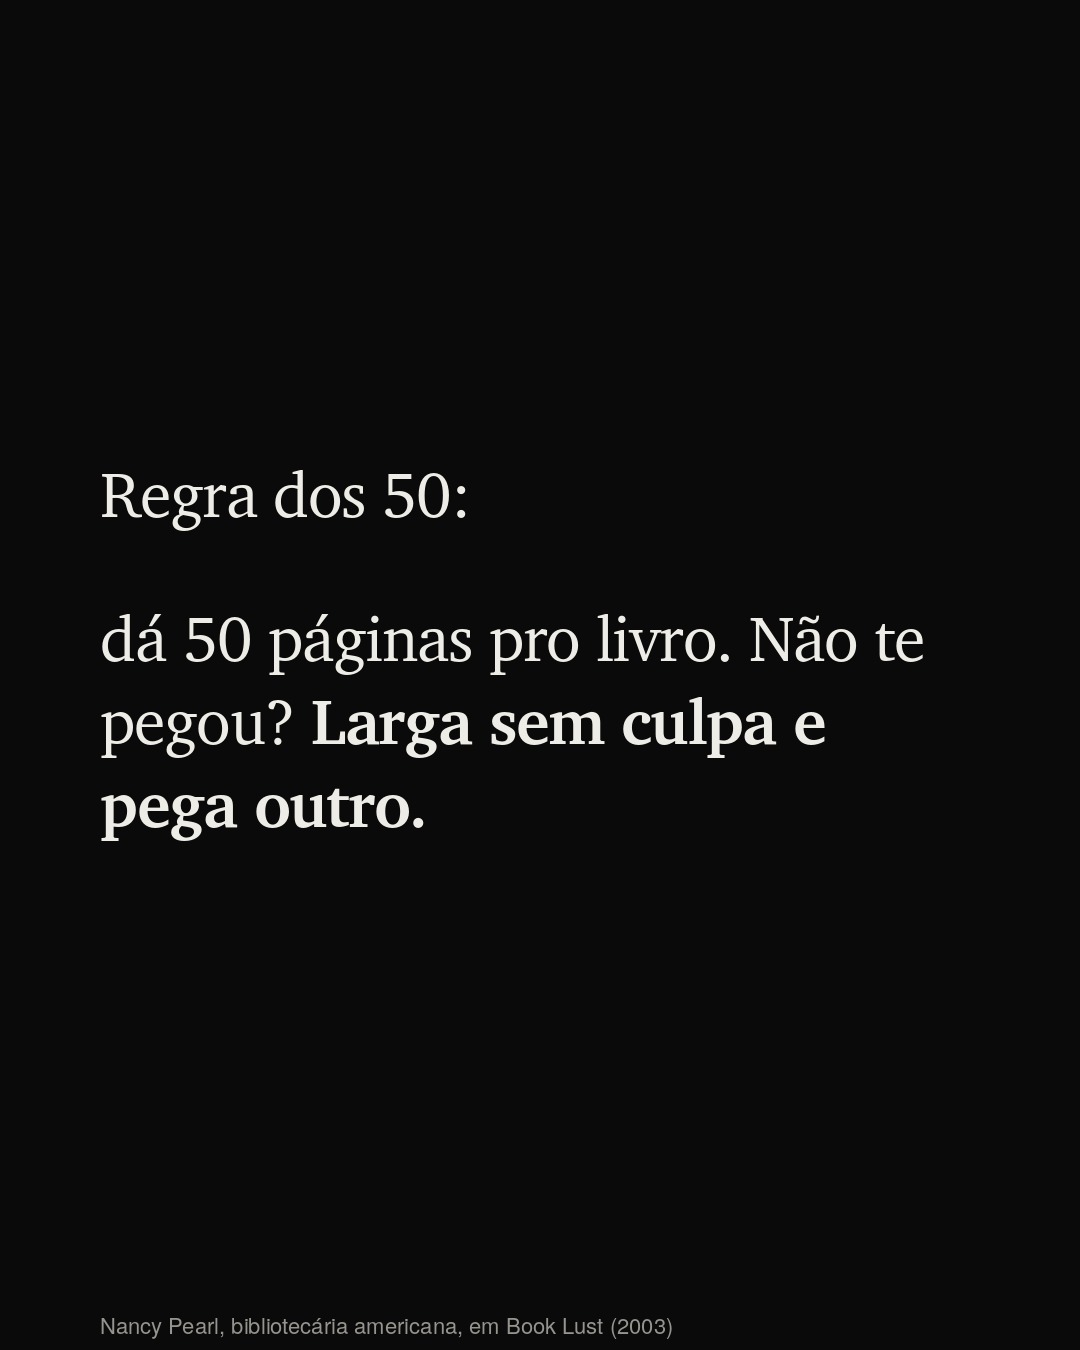 Regra dos 50:
dá 50 páginas pro livro. Não te
pegou? Larga sem culpa e
pega outro.
Nancy Pearl, bibliotecária americana, em Book Lust (2003)